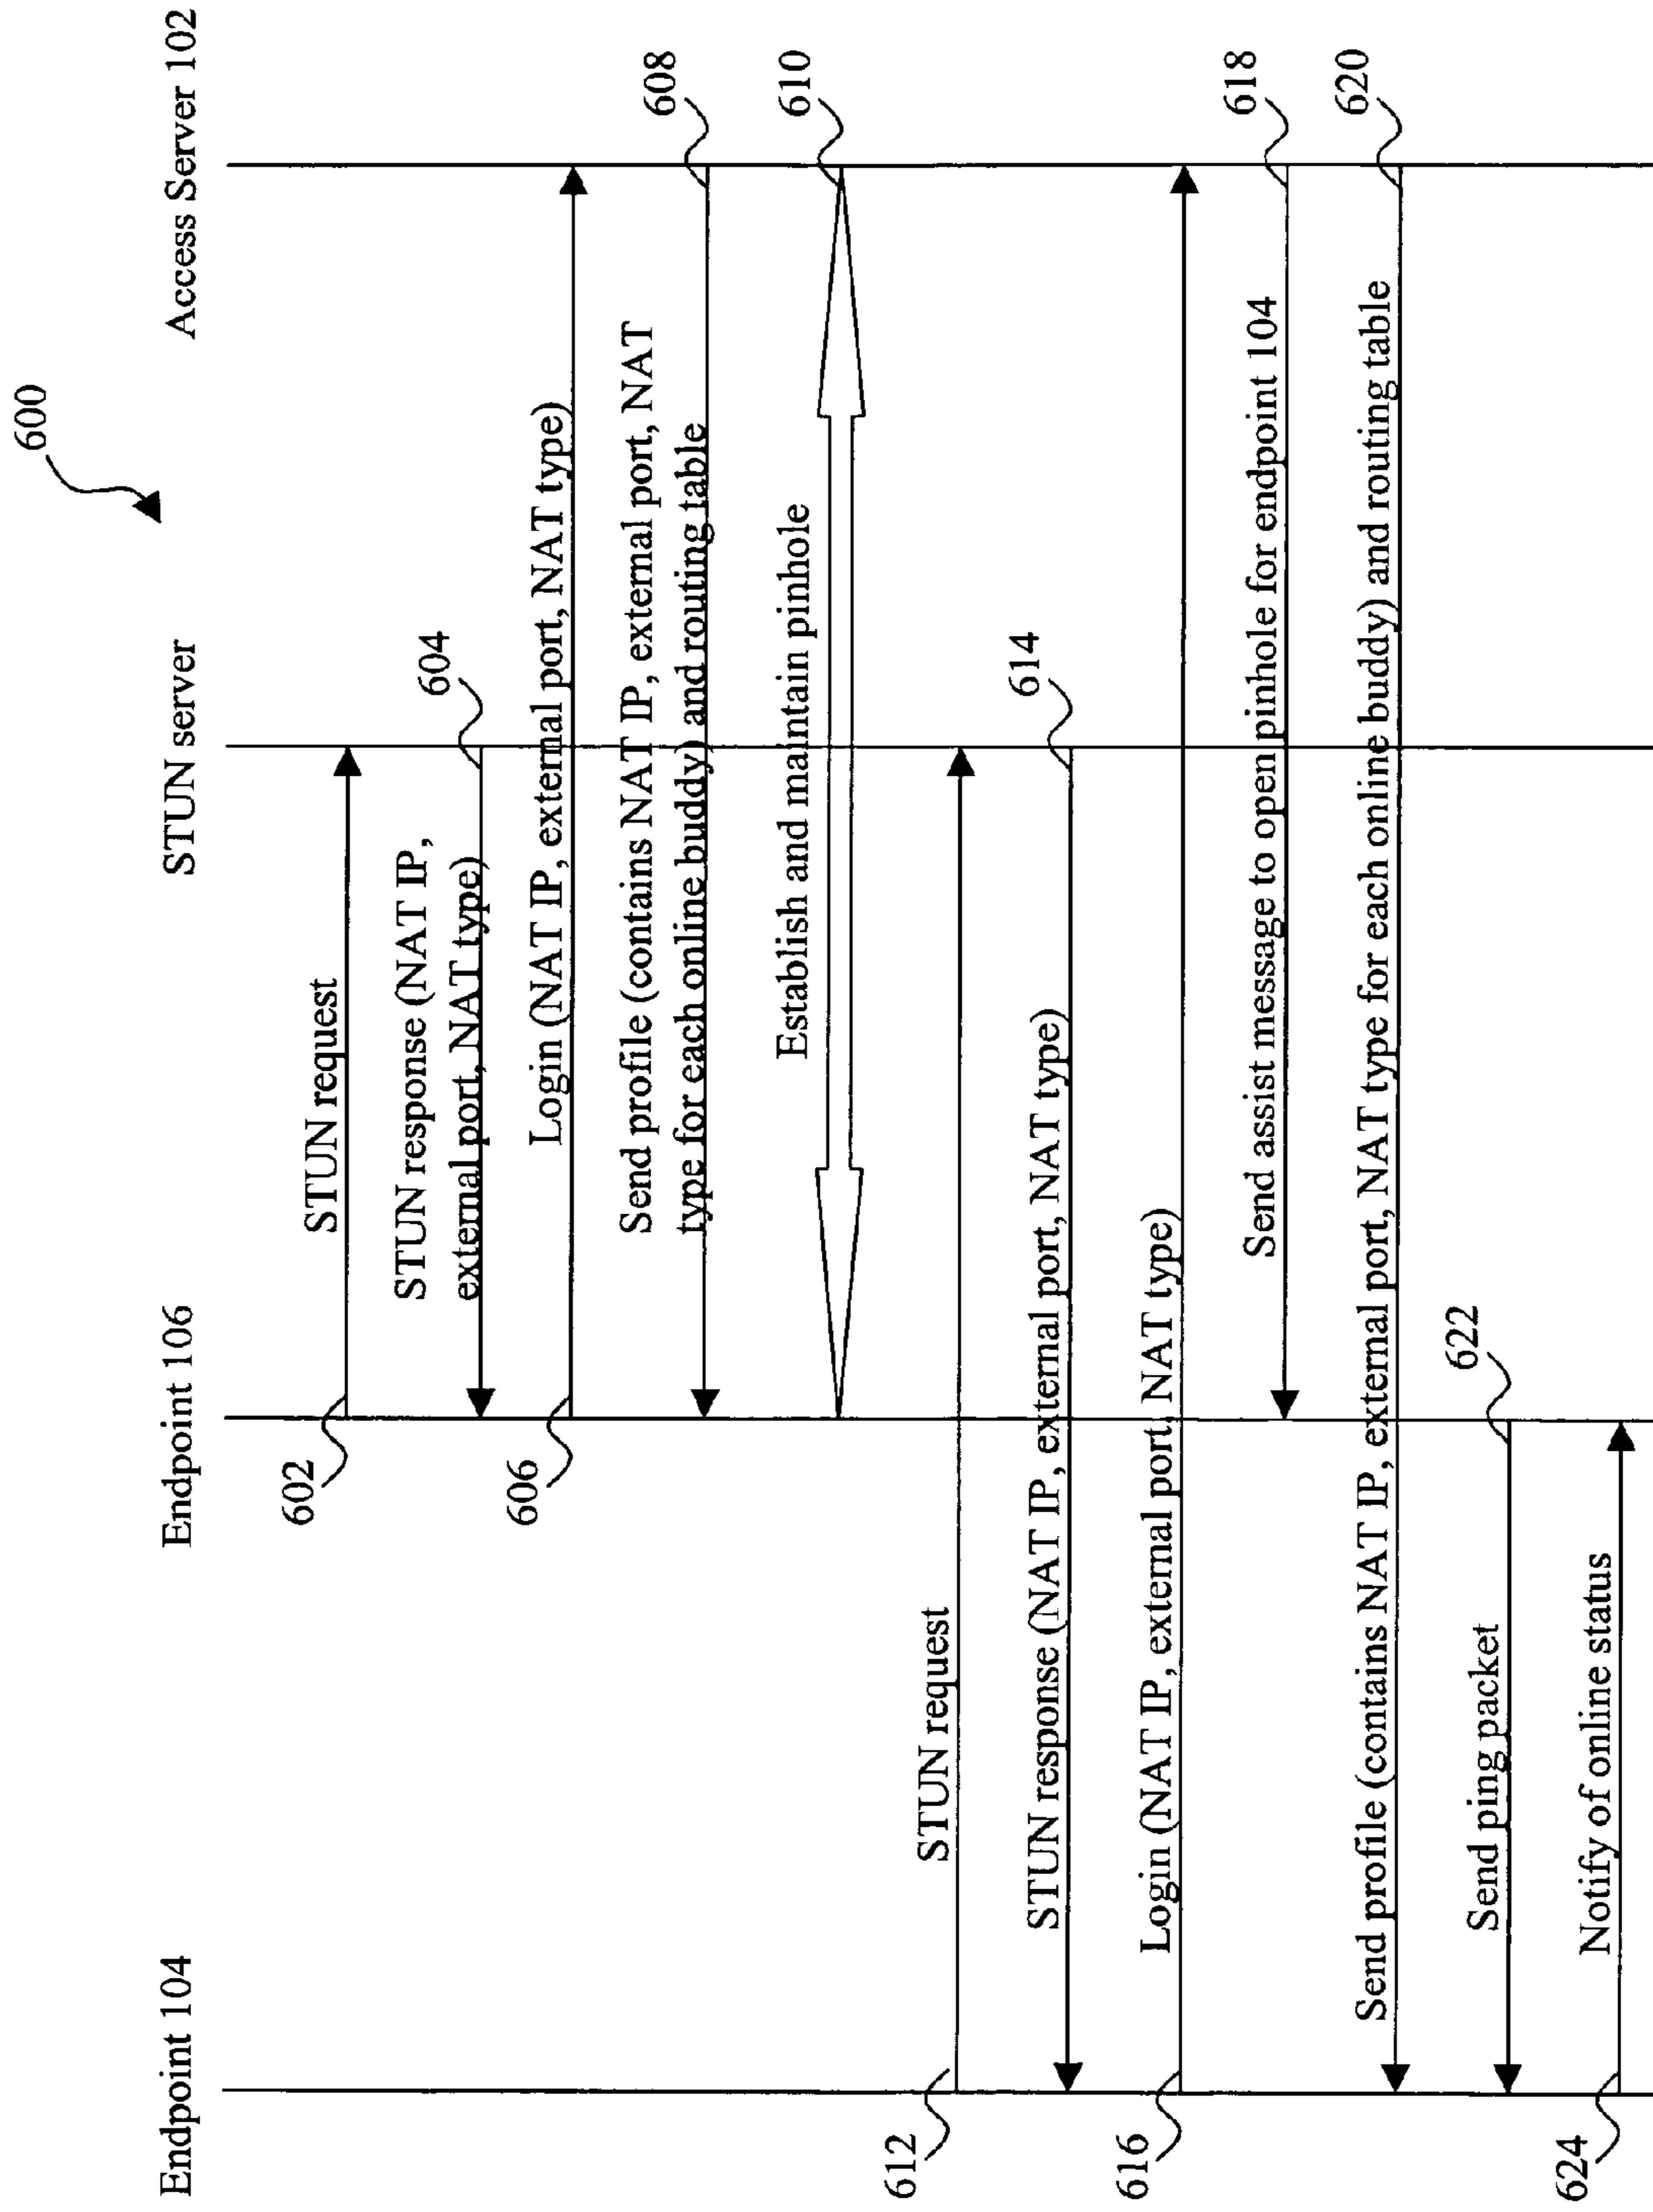 600
Endpoint 104
Endpoint 106
STUN server
Access Server 102
602
STUN request
STUN response (NAT IP,
external port, NAT type)
604
606
Login (NAT IP, external port, NAT type)
Send profile (contains NAT IP, external port, NAT
type for each online buddy) and routing table
608
Establish and maintain pinhole
610
612
STUN request
STUN response (NAT IP, external port, NAT type)
614
616
Login (NAT IP, external port, NAT type)
Send assist message to open pinhole for endpoint 104
618
Send profile (contains NAT IP, external port, NAT type for each online buddy) and routing table
620
Send ping packet
622
624
Notify of online status